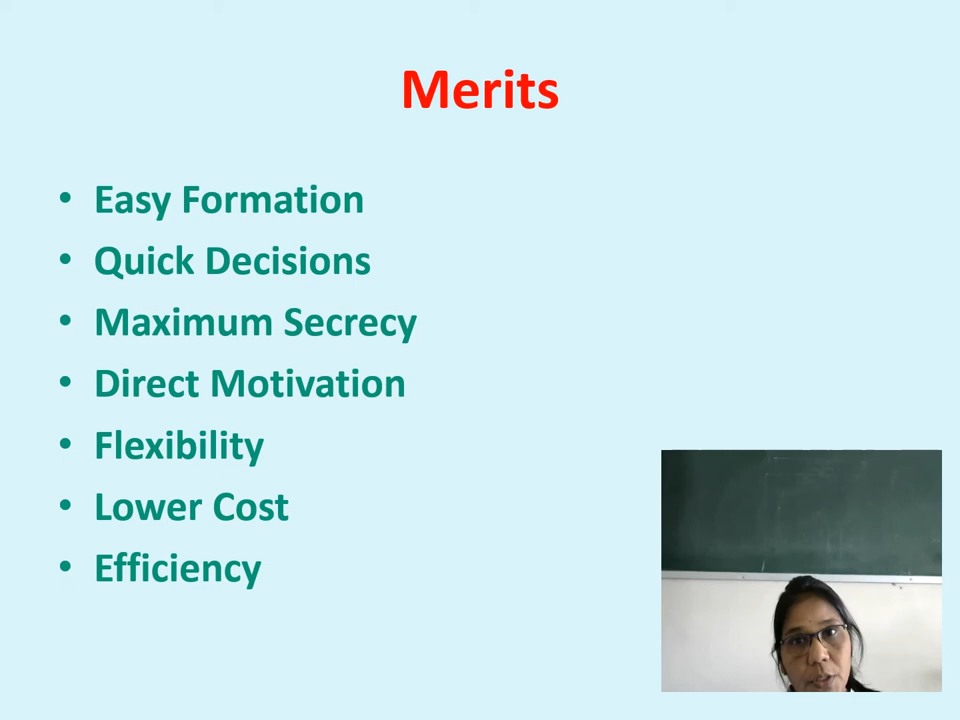 Merits
• Easy Formation
• Quick Decisions
• Maximum Secrecy
• Direct Motivation
• Flexibility
• Lower Cost
• Efficiency